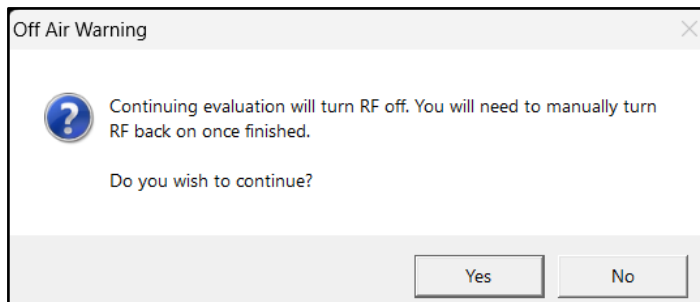 Off Air Warning
Continuing evaluation will turn RF off. You will need to manually turn
RF back on once finished.
Do you wish to continue?
Yes
No